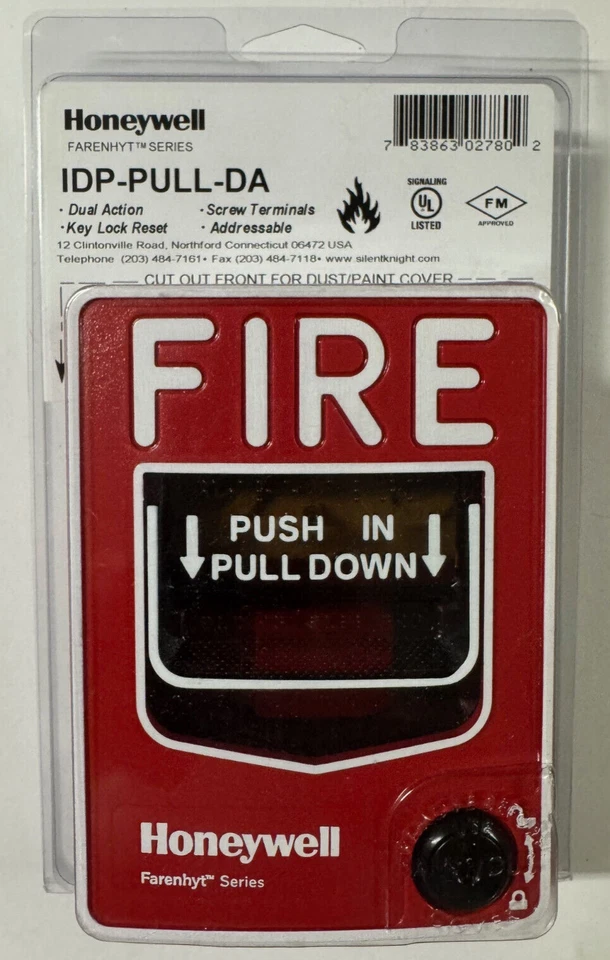 Honeywell
FARENHYT™ SERIES
7 83863 02780 2
IDP-PULL-DA
· Dual Action · Screw Terminals
· Key Lock Reset · Addressable
SIGNALING
UL
LISTED
FM
APPROVED
12 Clintonville Road, Northford Connecticut 06472 USA
Telephone (203) 484-7161• Fax (203) 484-7118• www.silentknight.com
CUT OUT FRONT FOR DUST/PAINT COVER
FIRE
PUSH IN
PULL DOWN
Honeywell
Farenhyt™ Series